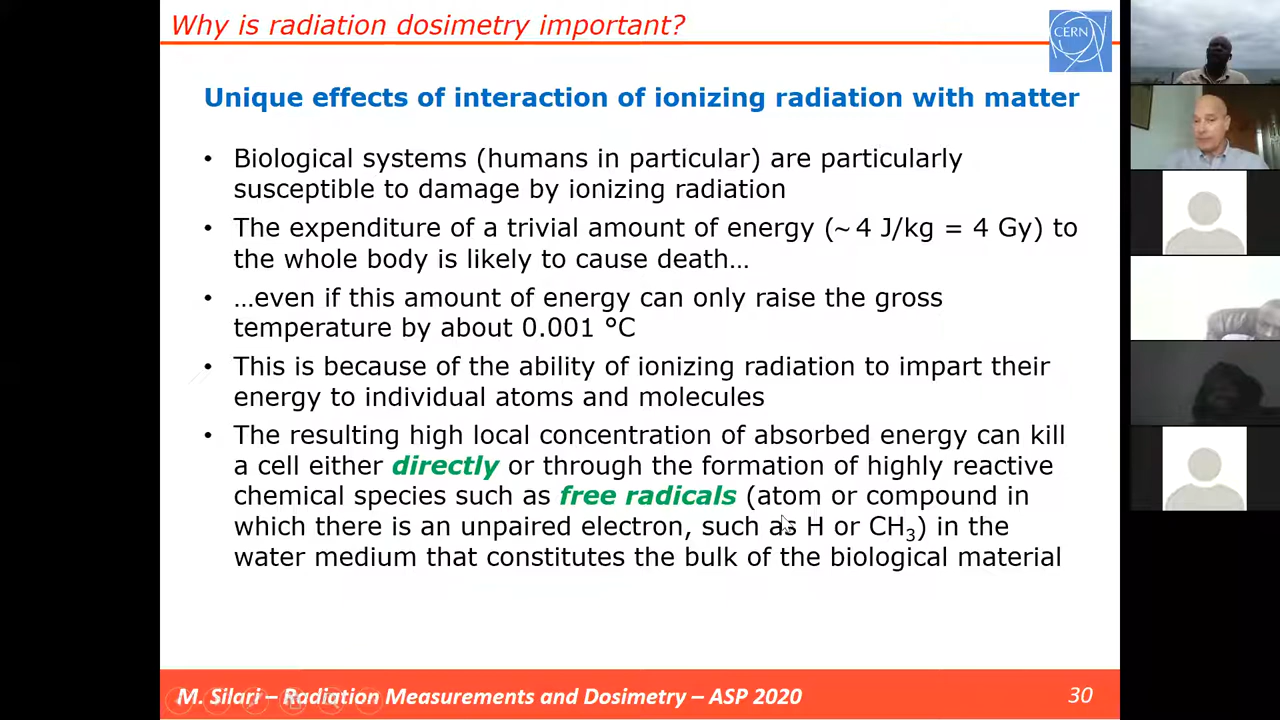 Why is radiation dosimetry important?
CERN
Unique effects of interaction of ionizing radiation with matter
• Biological systems (humans in particular) are particularly
susceptible to damage by ionizing radiation
• The expenditure of a trivial amount of energy (~ 4 J/kg = 4 Gy) to
the whole body is likely to cause death…
• …even if this amount of energy can only raise the gross
temperature by about 0.001 °C
• This is because of the ability of ionizing radiation to impart their
energy to individual atoms and molecules
• The resulting high local concentration of absorbed energy can kill
a cell either directly or through the formation of highly reactive
chemical species such as free radicals (atom or compound in
which there is an unpaired electron, such as H or CH₃) in the
water medium that constitutes the bulk of the biological material
M. Silari – Radiation Measurements and Dosimetry – ASP 2020
30